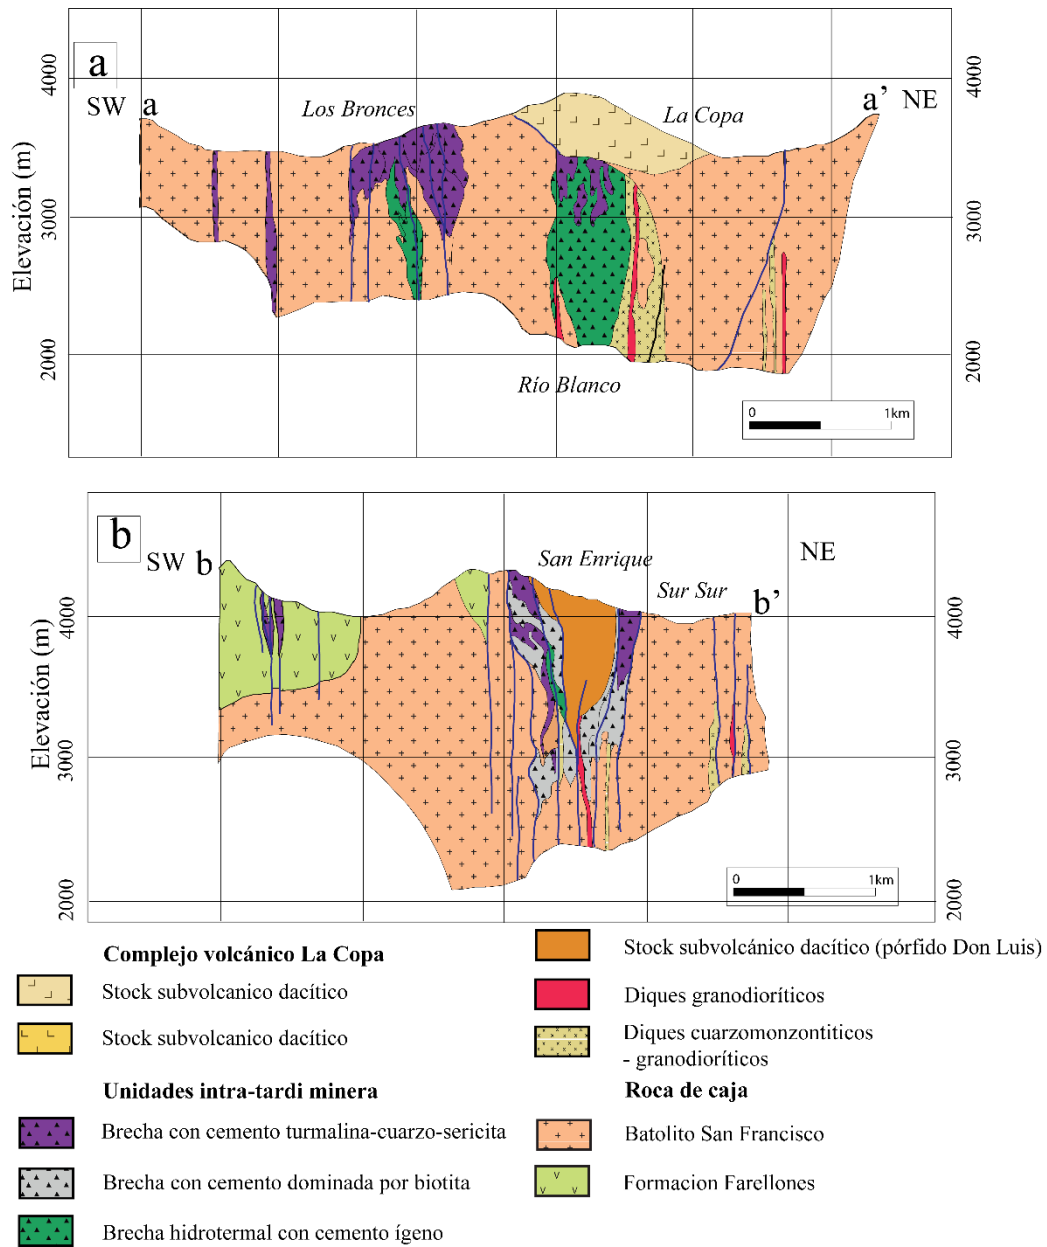 a
4000
4000
SW a
Los Bronces
La Copa
a’ NE
3000
3000
Elevación (m)
2000
2000
Río Blanco
0 1km
b
SW b
San Enrique
NE
Sur Sur
b’
4000
4000
Elevación (m)
3000
3000
2000
2000
0 1km
Complejo volcánico La Copa
Stock subvolcanico dacítico
Stock subvolcanico dacítico
Unidades intra-tardi minera
Brecha con cemento turmalina-cuarzo-sericita
Brecha con cemento dominada por biotita
Brecha hidrotermal con cemento ígeno
Stock subvolcánico dacítico (pórfido Don Luis)
Diques granodioríticos
Diques cuarzomonzontiticos
- granodioríticos
Roca de caja
Batolito San Francisco
Formacion Farellones